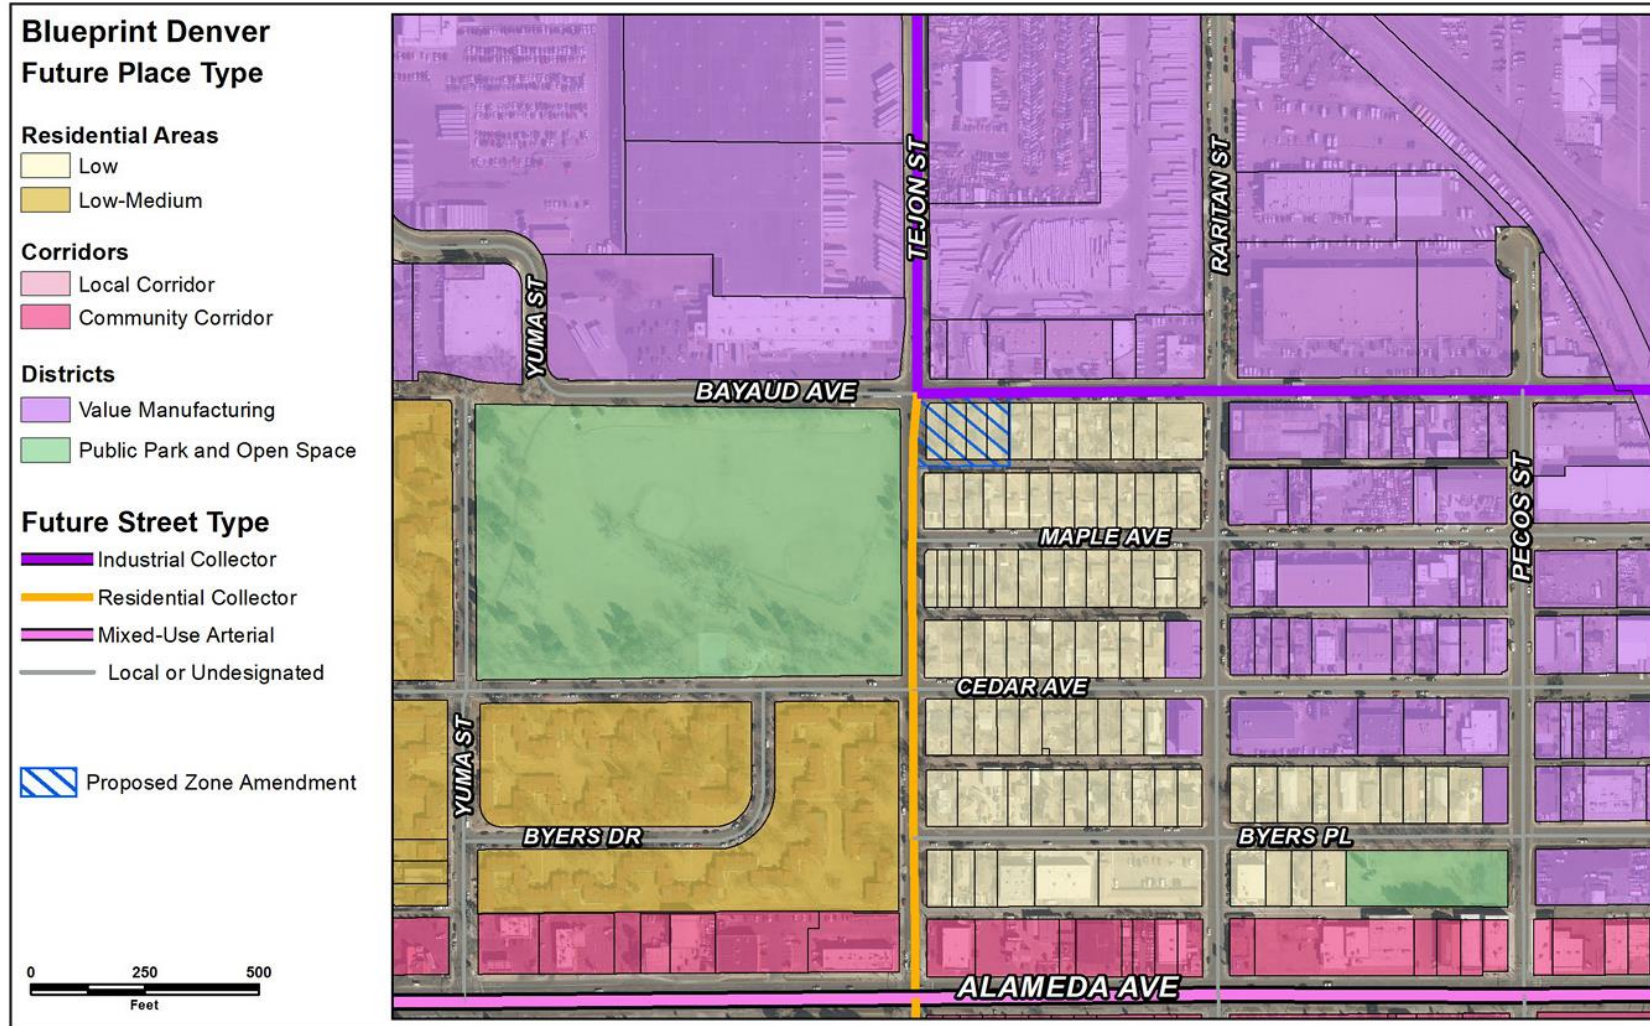 Blueprint Denver
Future Place Type
Residential Areas
Low
Low-Medium
Corridors
Local Corridor
Community Corridor
Districts
Value Manufacturing
Public Park and Open Space
Future Street Type
Industrial Collector
Residential Collector
Mixed-Use Arterial
Local or Undesignated
Proposed Zone Amendment
0 250 500
Feet
TEJON ST
RARITAN ST
YUMA ST
BAYAUD AVE
PECOS ST
MAPLE AVE
CEDAR AVE
YUMA ST
BYERS DR
BYERS PL
ALAMEDA AVE